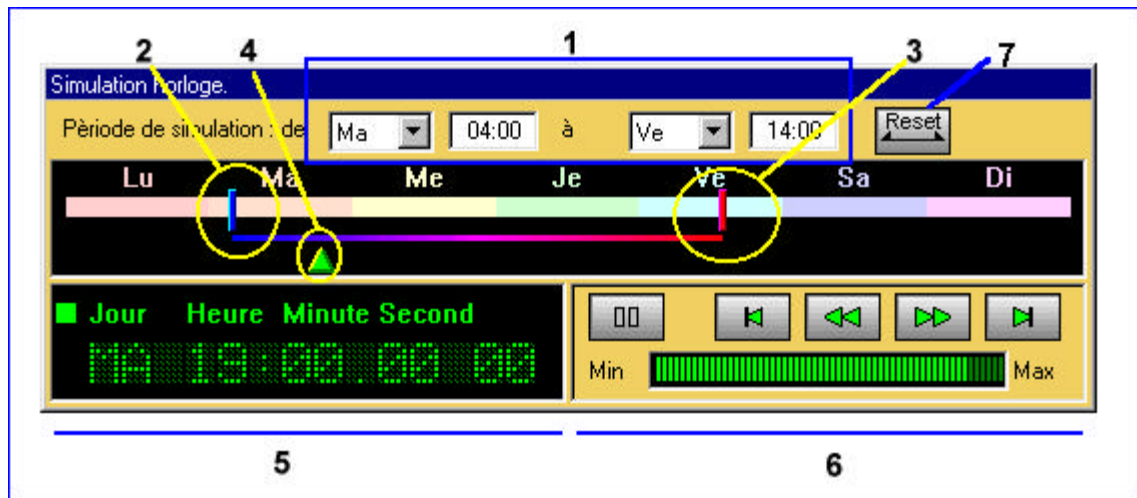 2 4 1 3 7
Simulation horloge.
Pèriode de simulation : de Ma 04:00 à Ve 14:00 Reset
Lu Ma Me Je Ve Sa Di
Jour Heure Minute Second
MA 19:00.00 00
Min Max
5 6